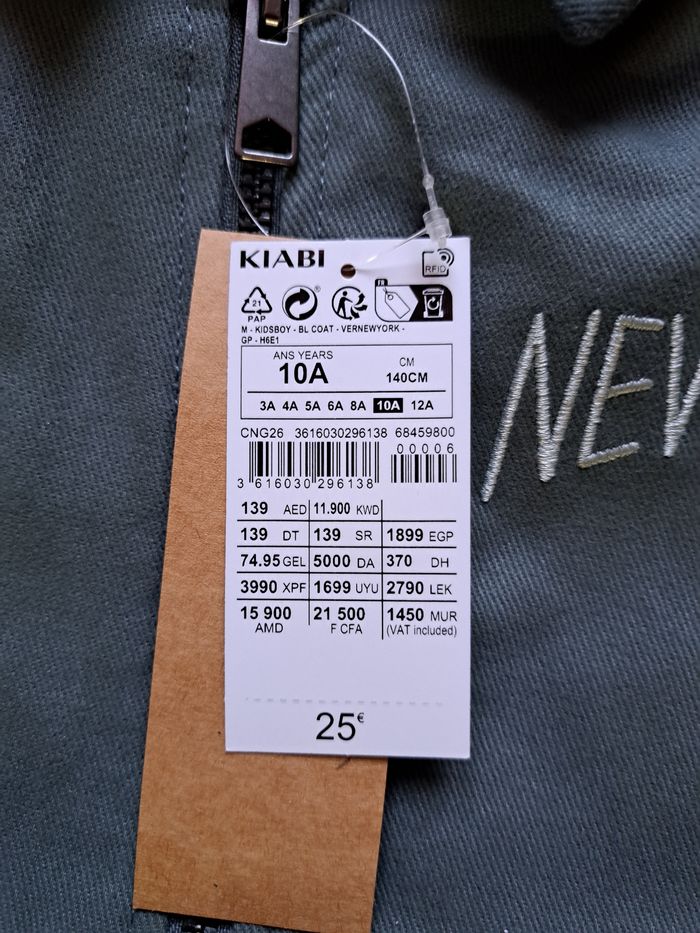 KIABI
RFID
21
PAP
FR
M - KIDSBOY - BL COAT - VERNEWYORK -
GP - H6E1
ANS YEARS
10A
CM
140CM
3A 4A 5A 6A 8A 10A 12A
CNG26 3616030296138 68459800
00006
3 616030 296138
139 AED 11.900 KWD
139 DT 139 SR 1899 EGP
74.95 GEL 5000 DA 370 DH
3990 XPF 1699 UYU 2790 LEK
15 900 21 500 1450 MUR
AMD F CFA (VAT included)
25€
NEW